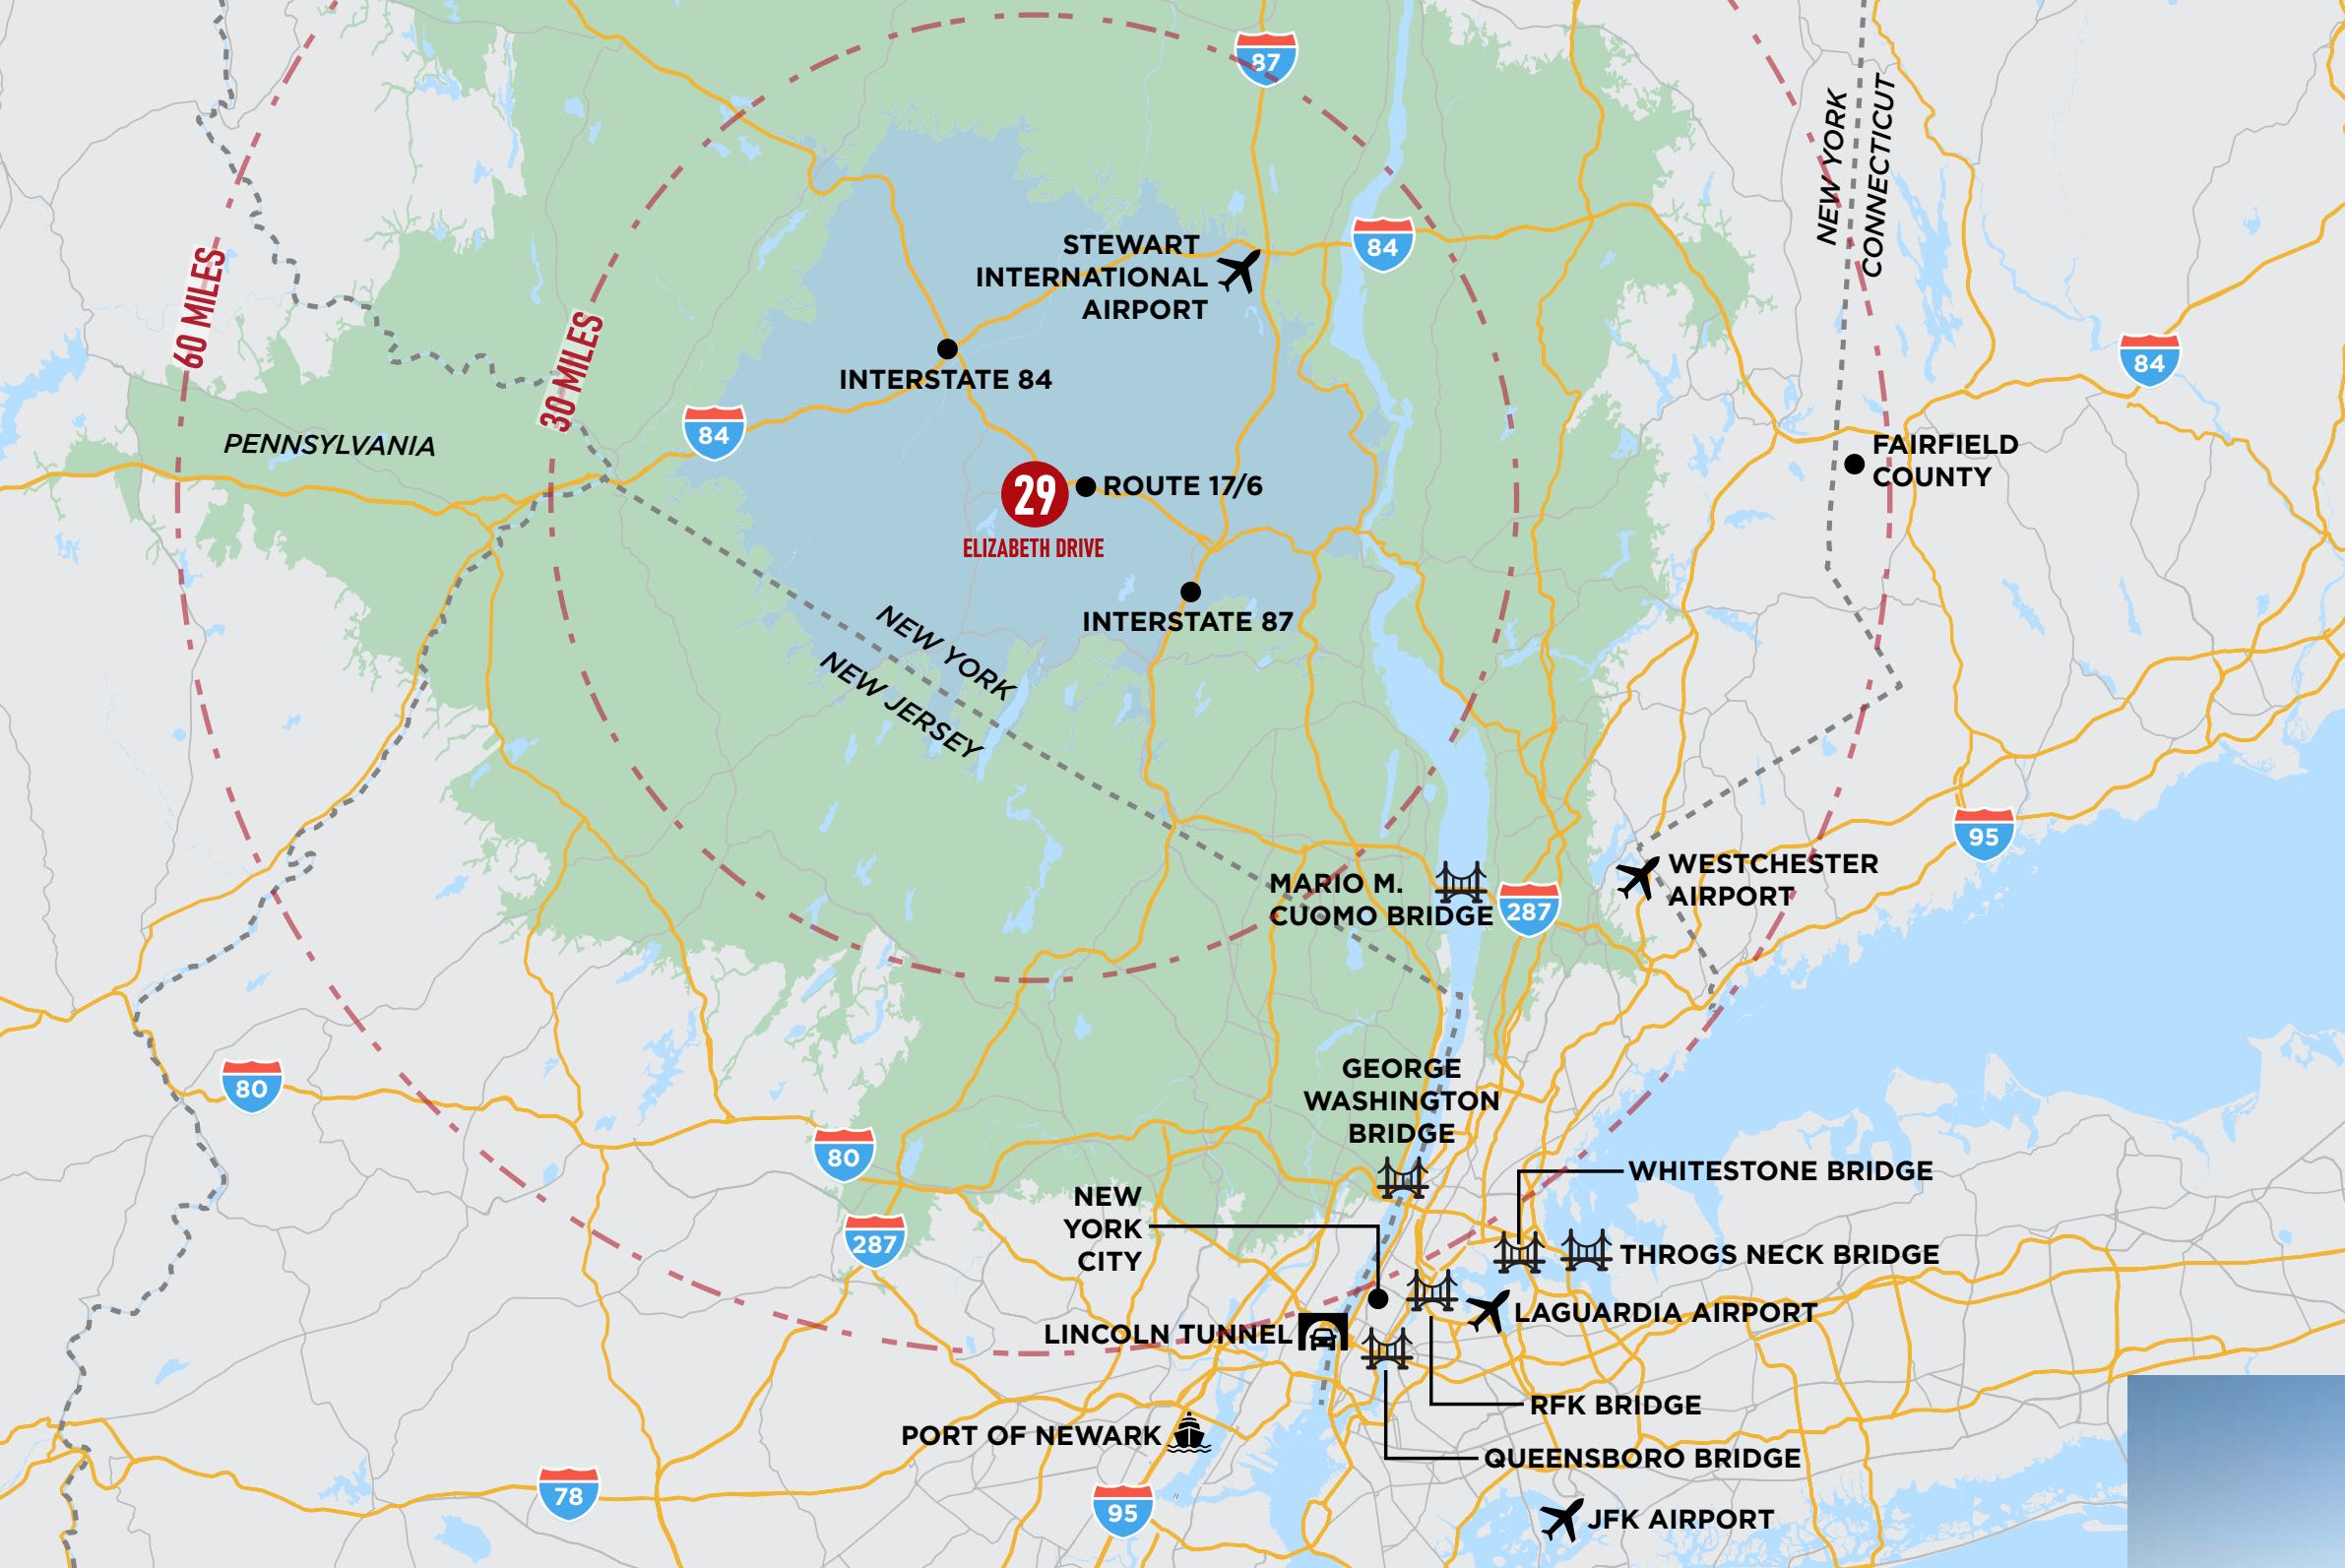 87
NEW YORK
CONNECTICUT
84
STEWART
INTERNATIONAL
AIRPORT
60 MILES
30 MILES
INTERSTATE 84
84
84
PENNSYLVANIA
FAIRFIELD
COUNTY
29
ELIZABETH DRIVE
ROUTE 17/6
INTERSTATE 87
NEW YORK
NEW JERSEY
95
MARIO M.
CUOMO BRIDGE
287
WESTCHESTER
AIRPORT
80
GEORGE
WASHINGTON
BRIDGE
80
WHITESTONE BRIDGE
NEW
YORK
CITY
287
THROGS NECK BRIDGE
LAGUARDIA AIRPORT
LINCOLN TUNNEL
RFK BRIDGE
PORT OF NEWARK
QUEENSBORO BRIDGE
78
95
JFK AIRPORT